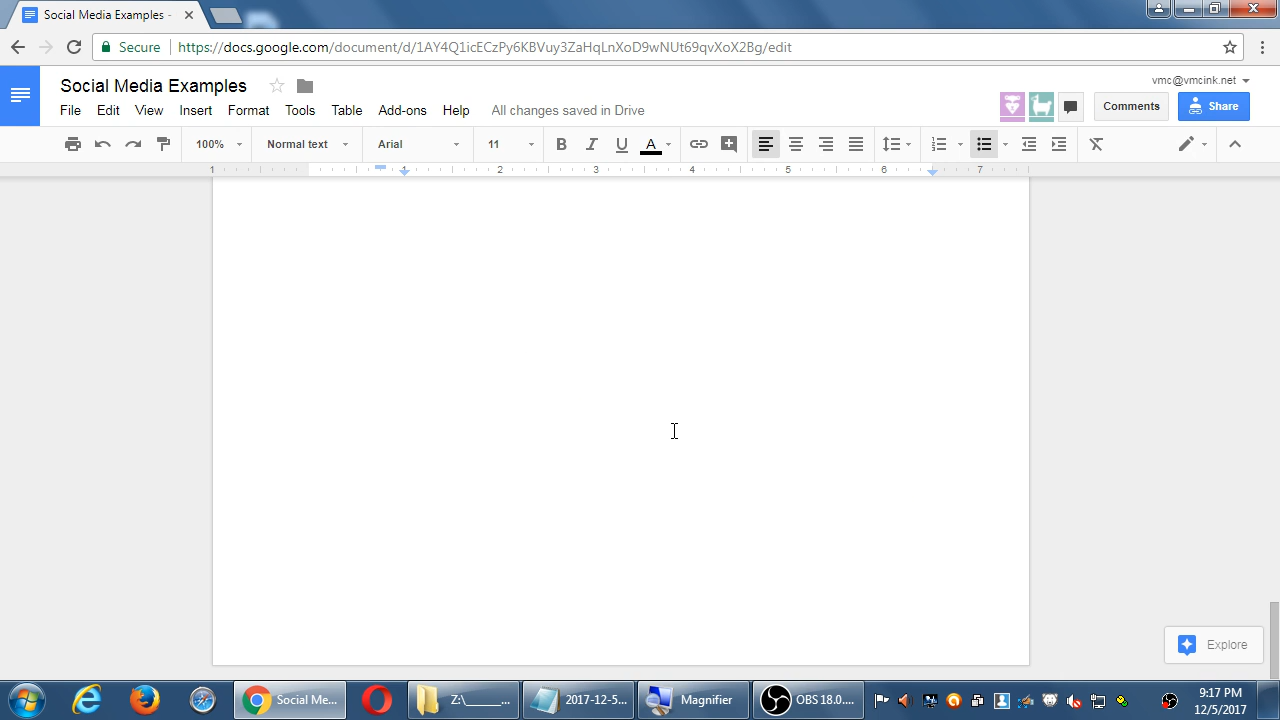 Social Media Examples -
Secure
https://docs.google.com/document/d/1AY4Q1icECzPy6KBVuy3ZaHqLnXoD9wNUt69qvXoX2Bg/edit
Social Media Examples
vmc@vmcink.net
File Edit View Insert Format Tools Table Add-ons Help All changes saved in Drive
Comments
Share
100% Normal text Arial 11 B I U A
1 1 2 3 4 5 6 7
Explore
Social Me...
Z:\______...
2017-12-5...
Magnifier
OBS 18.0....
9:17 PM
12/5/2017